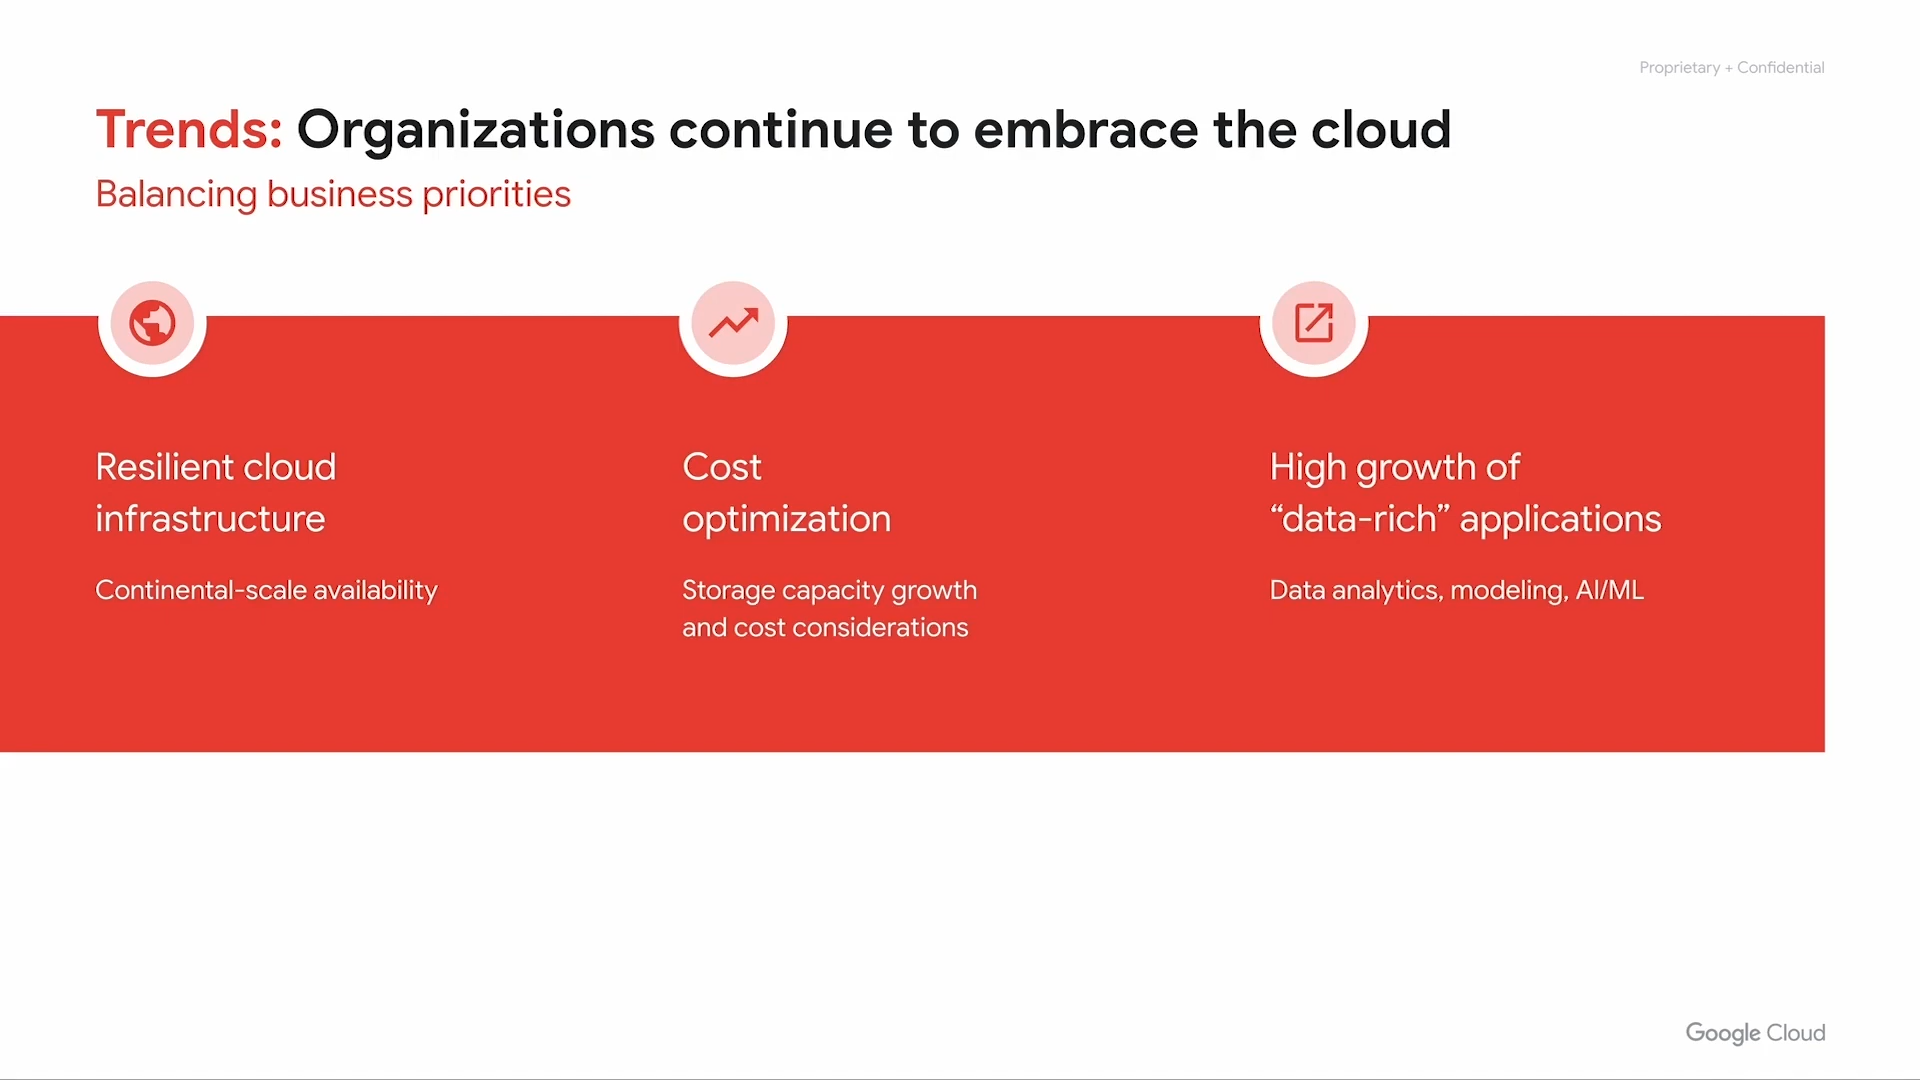 Proprietary + Confidential
Trends: Organizations continue to embrace the cloud
Balancing business priorities
Resilient cloud
infrastructure
Continental-scale availability
Cost
optimization
Storage capacity growth
and cost considerations
High growth of
“data-rich” applications
Data analytics, modeling, AI/ML
Google Cloud